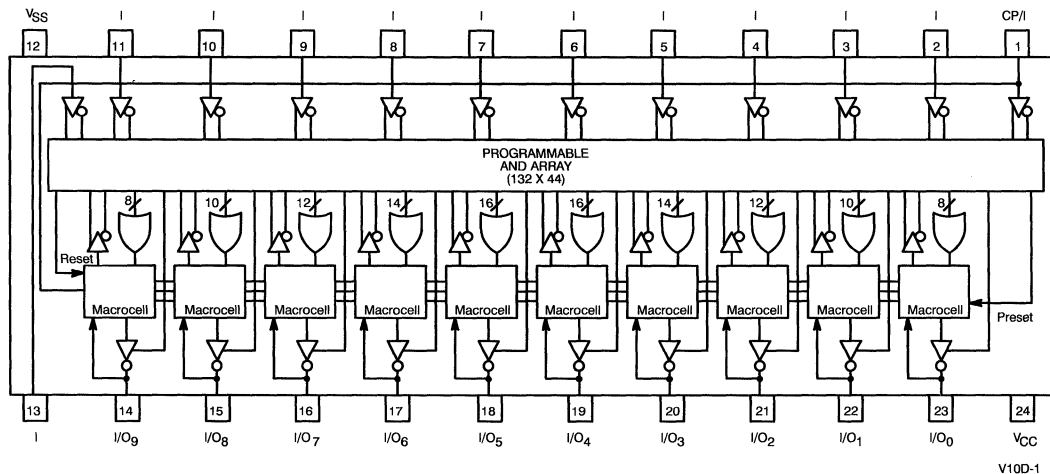 VSS I I I I I I I I I I CP/I
12 11 10 9 8 7 6 5 4 3 2 1
PROGRAMMABLE
AND ARRAY
(132 X 44)
8 10 12 14 16 16 14 12 10 8
Reset
Macrocell Macrocell Macrocell Macrocell Macrocell Macrocell Macrocell Macrocell Macrocell Macrocell
Preset
13 14 15 16 17 18 19 20 21 22 23 24
I I/O9 I/O8 I/O7 I/O6 I/O5 I/O4 I/O3 I/O2 I/O1 I/O0 VCC
V10D-1